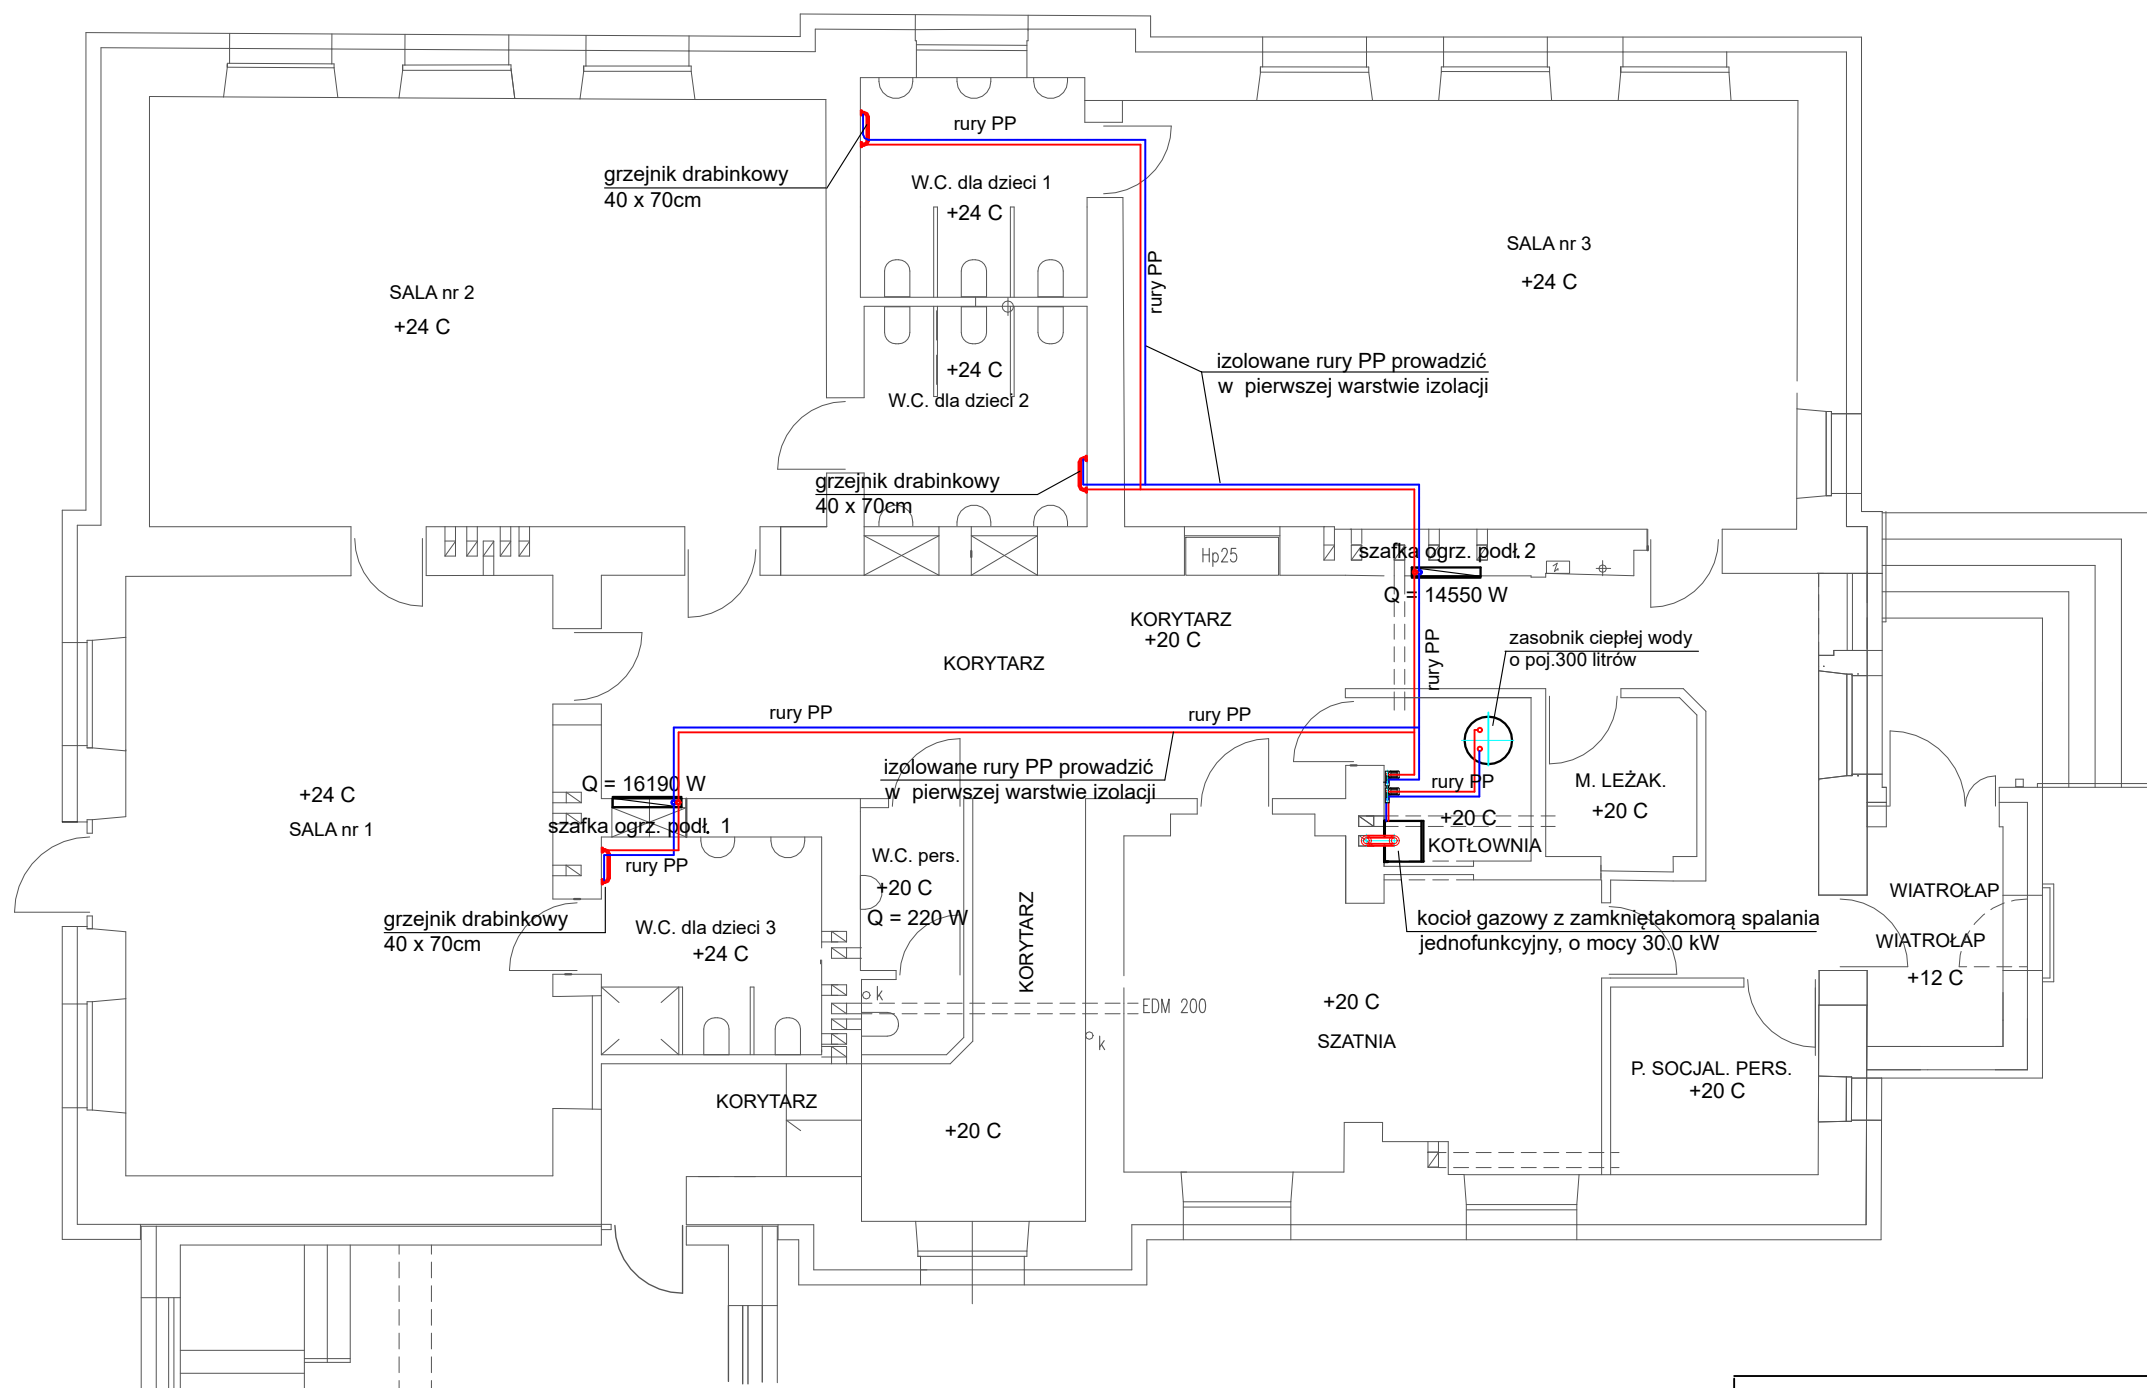 rury PP
grzejnik drabinkowy
40 x 70cm
W.C. dla dzieci 1
+24 C
SALA nr 3
+24 C
SALA nr 2
+24 C
rury PP
izolowane rury PP prowadzić
w pierwszej warstwie izolacji
+24 C
W.C. dla dzieci 2
grzejnik drabinkowy
40 x 70cm
Hp25
szafka ogrz. podł.2
Q = 14550 W
z
KORYTARZ
+20 C
KORYTARZ
rury PP
zasobnik ciepłej wody
o poj.300 litrów
rury PP
rury PP
izolowane rury PP prowadzić
w pierwszej warstwie izolacji
Q = 16190 W
szafka ogrz. podł. 1
+24 C
SALA nr 1
rury PP
+20 C
KOTŁOWNIA
M. LEŻAK.
+20 C
rury PP
W.C. pers.
+20 C
Q = 220 W
grzejnik drabinkowy
40 x 70cm
W.C. dla dzieci 3
+24 C
KORYTARZ
kocioł gazowy z zamkniętakomorą spalania
jednofunkcyjny, o mocy 30.0 kW
WIATROŁAP
WIATROŁAP
+12 C
k
EDM 200
k
+20 C
SZATNIA
P. SOCJAL. PERS.
+20 C
KORYTARZ
+20 C